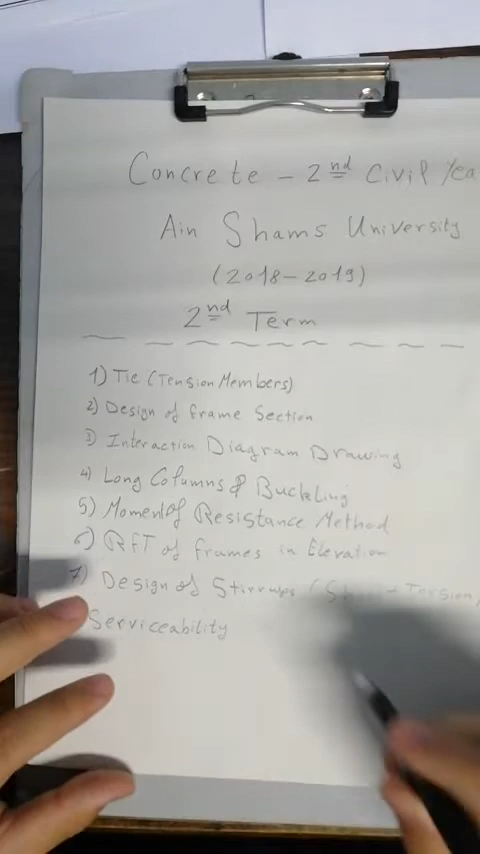 Concrete - 2nd Civil Yea
Ain Shams University
(2018-2019)
2nd Term
1) Tie (Tension Members)
2) Design of frame Section
3) Interaction Diagram Drawing
4) Long Columns & Buckling
5) Moment of Resistance Method
6) RFT of frames in Elevation
7) Design of Stirrups ( Torsion
Serviceability